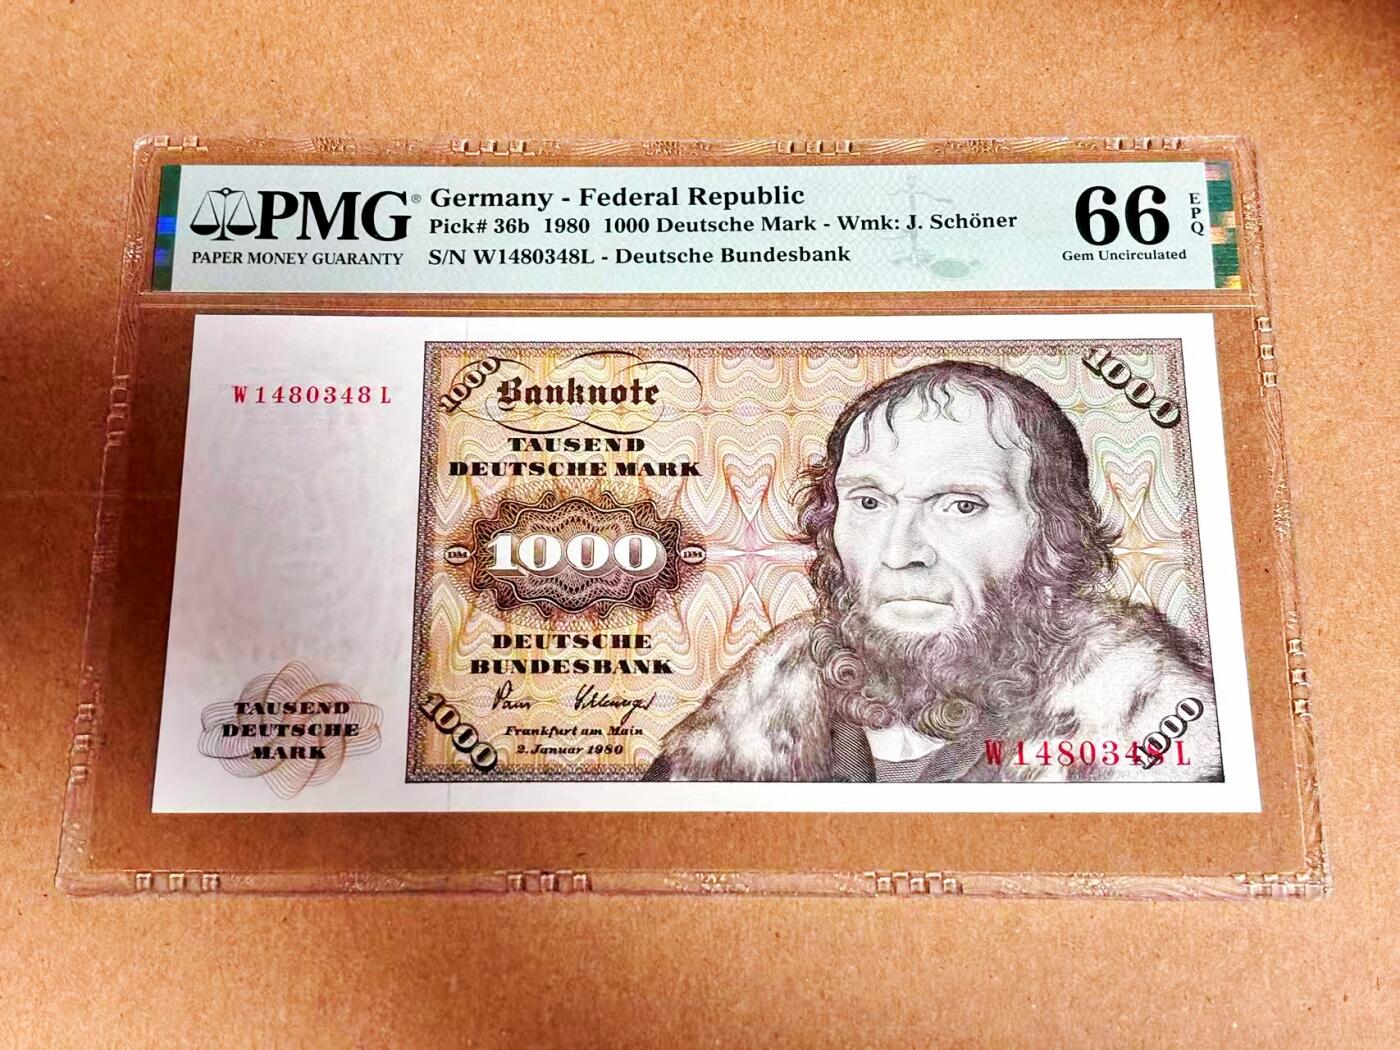 PMG®
PAPER MONEY GUARANTY
Germany - Federal Republic
Pick# 36b 1980 1000 Deutsche Mark - Wmk: J. Schöner
S/N W1480348L - Deutsche Bundesbank
66 EPQ
Gem Uncirculated
W1480348L
1000
Banknote
TAUSEND
DEUTSCHE MARK
DM 1000 DM
DEUTSCHE
BUNDESBANK
Frankfurt am Main
2. Januar 1980
1000
1000
1000
TAUSEND
DEUTSCHE
MARK
W1480348L